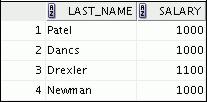 LAST_NAME SALARY
1 Patel 1000
2 Dancs 1000
3 Drexler 1100
4 Newman 1000